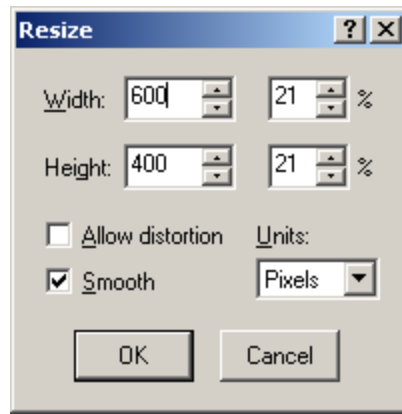 Resize
Width: 600 21 %
Height: 400 21 %
Allow distortion Units:
Smooth Pixels
OK Cancel